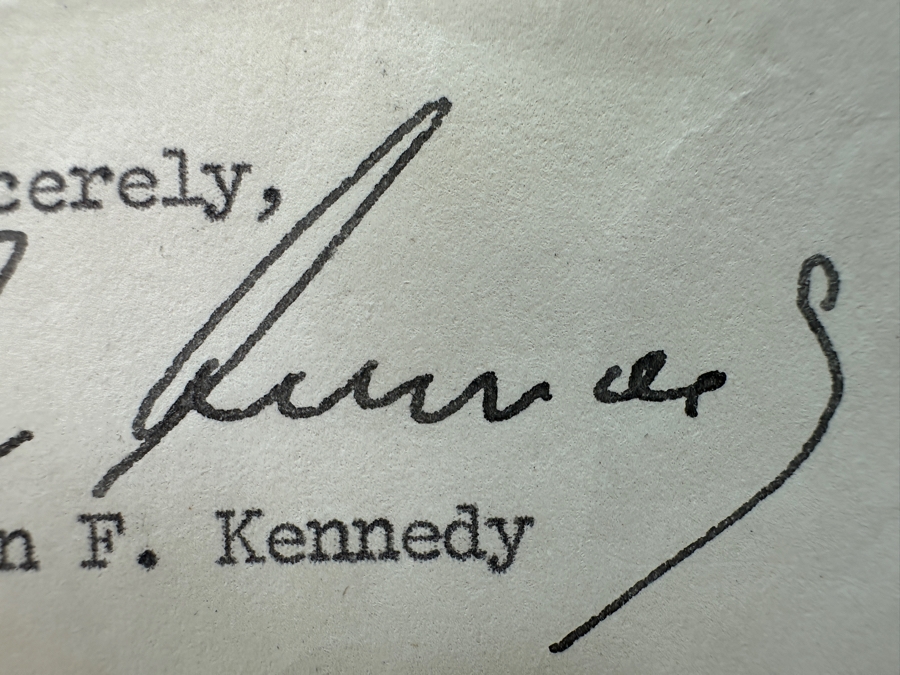 cerely,
n F. Kennedy